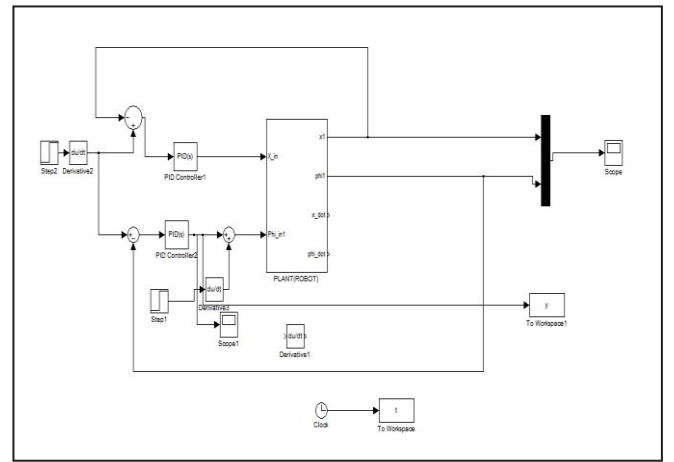 x1
du/dt
PID(s)
X_in
Step2
Derivative2
PID Controller1
Scope
phi1
x_dot
PID(s)
Phi_in1
PID Controller2
phi_dot
PLANT(ROBOT)
du/dt
Step1
Derivative3
y
To Workspace1
Scope1
du/dt
Derivative1
t
Clock
To Workspace